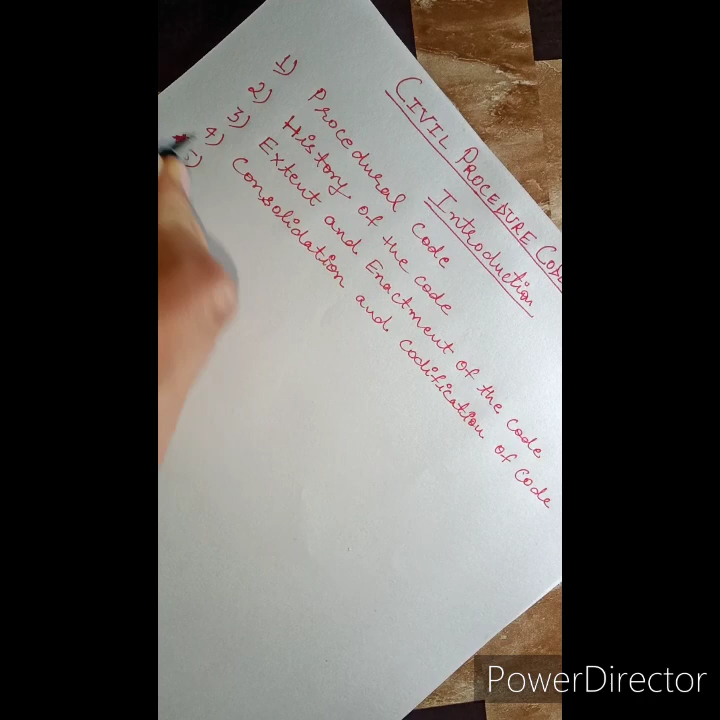 CIVIL PROCEDURE CODE
Introduction
1) Procedural Code
2) History of the code
3) Extent and Enactment of the code
4) Consolidation and codification of code
5)
PowerDirector